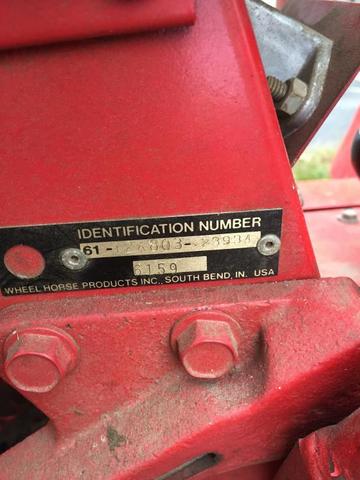 IDENTIFICATION NUMBER
61-
6159
WHEEL HORSE PRODUCTS INC., SOUTH BEND, IN. USA